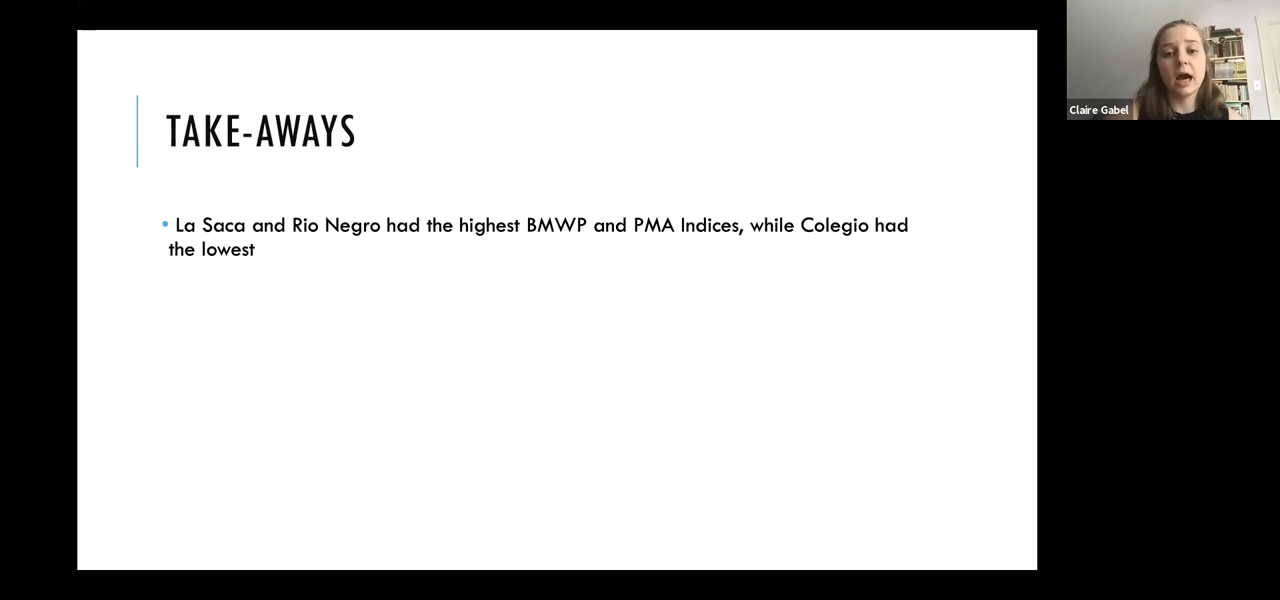 TAKE-AWAYS
• La Saca and Rio Negro had the highest BMWP and PMA Indices, while Colegio had
the lowest
Claire Gabel